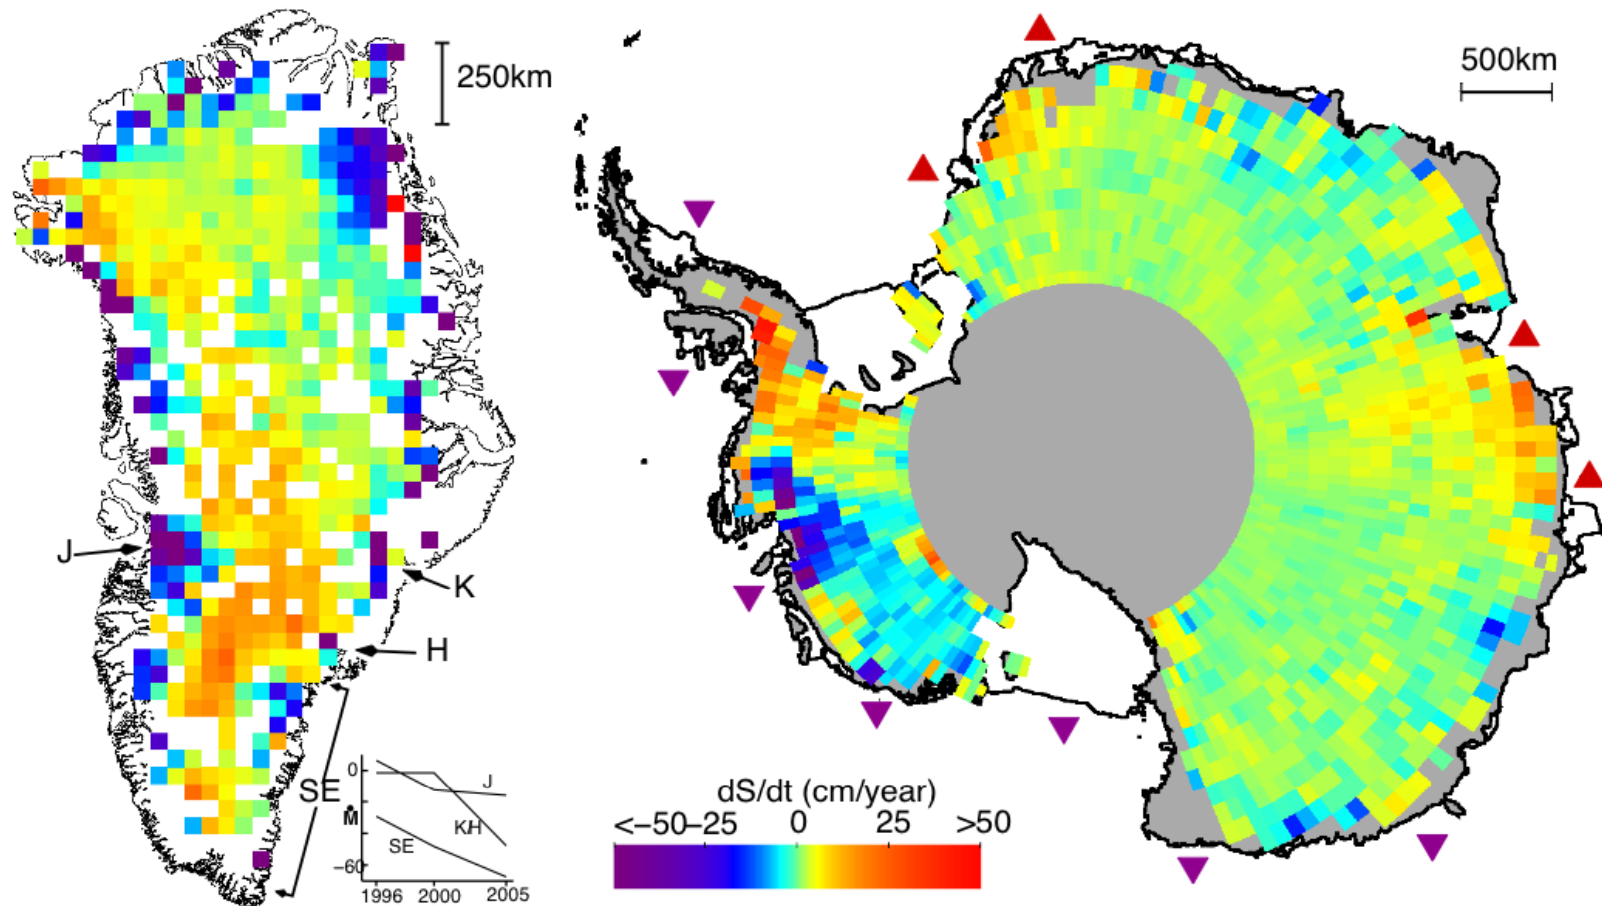 250km
500km
J
K
H
SE
0
Ṁ
-60
J
K/H
SE
1996 2000 2005
dS/dt (cm/year)
<-50 -25 0 25 >50